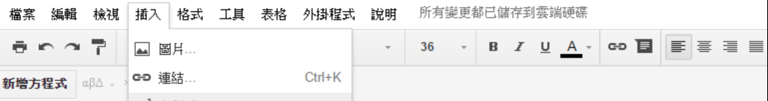 檔案 編輯 檢視 插入 格式 工具 表格 外掛程式 說明 所有變更都已儲存到雲端硬碟
圖片... 36 B I U A
連結... Ctrl+K
新增方程式 αβΔ